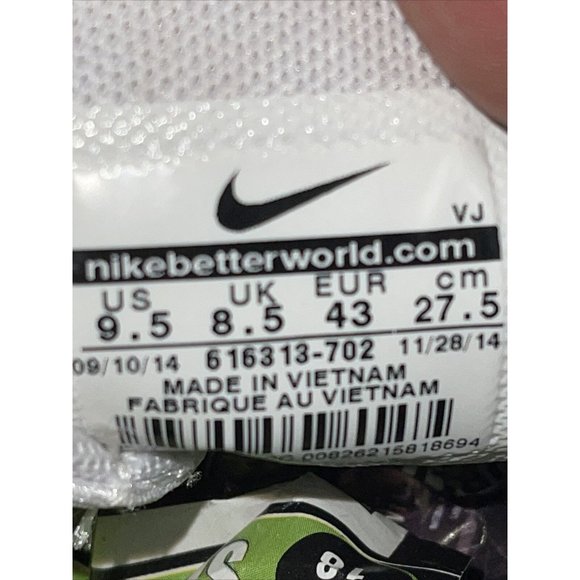 VJ
nikebetterworld.com
US UK EUR cm
9.5 8.5 43 27.5
09/10/14 616313-702 11/28/14
MADE IN VIETNAM
FABRIQUE AU VIETNAM
00826215818694